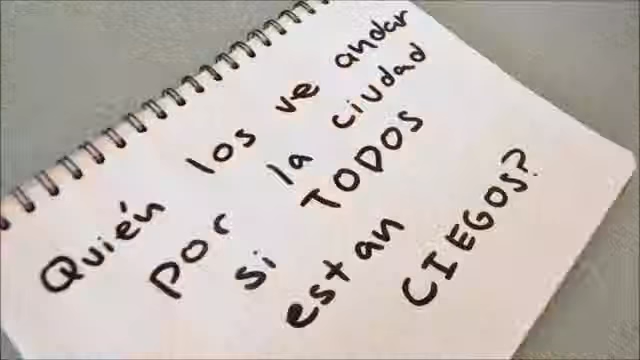 Quién los ve andar
por la ciudad
si TODOS
estan
CIEGOS?